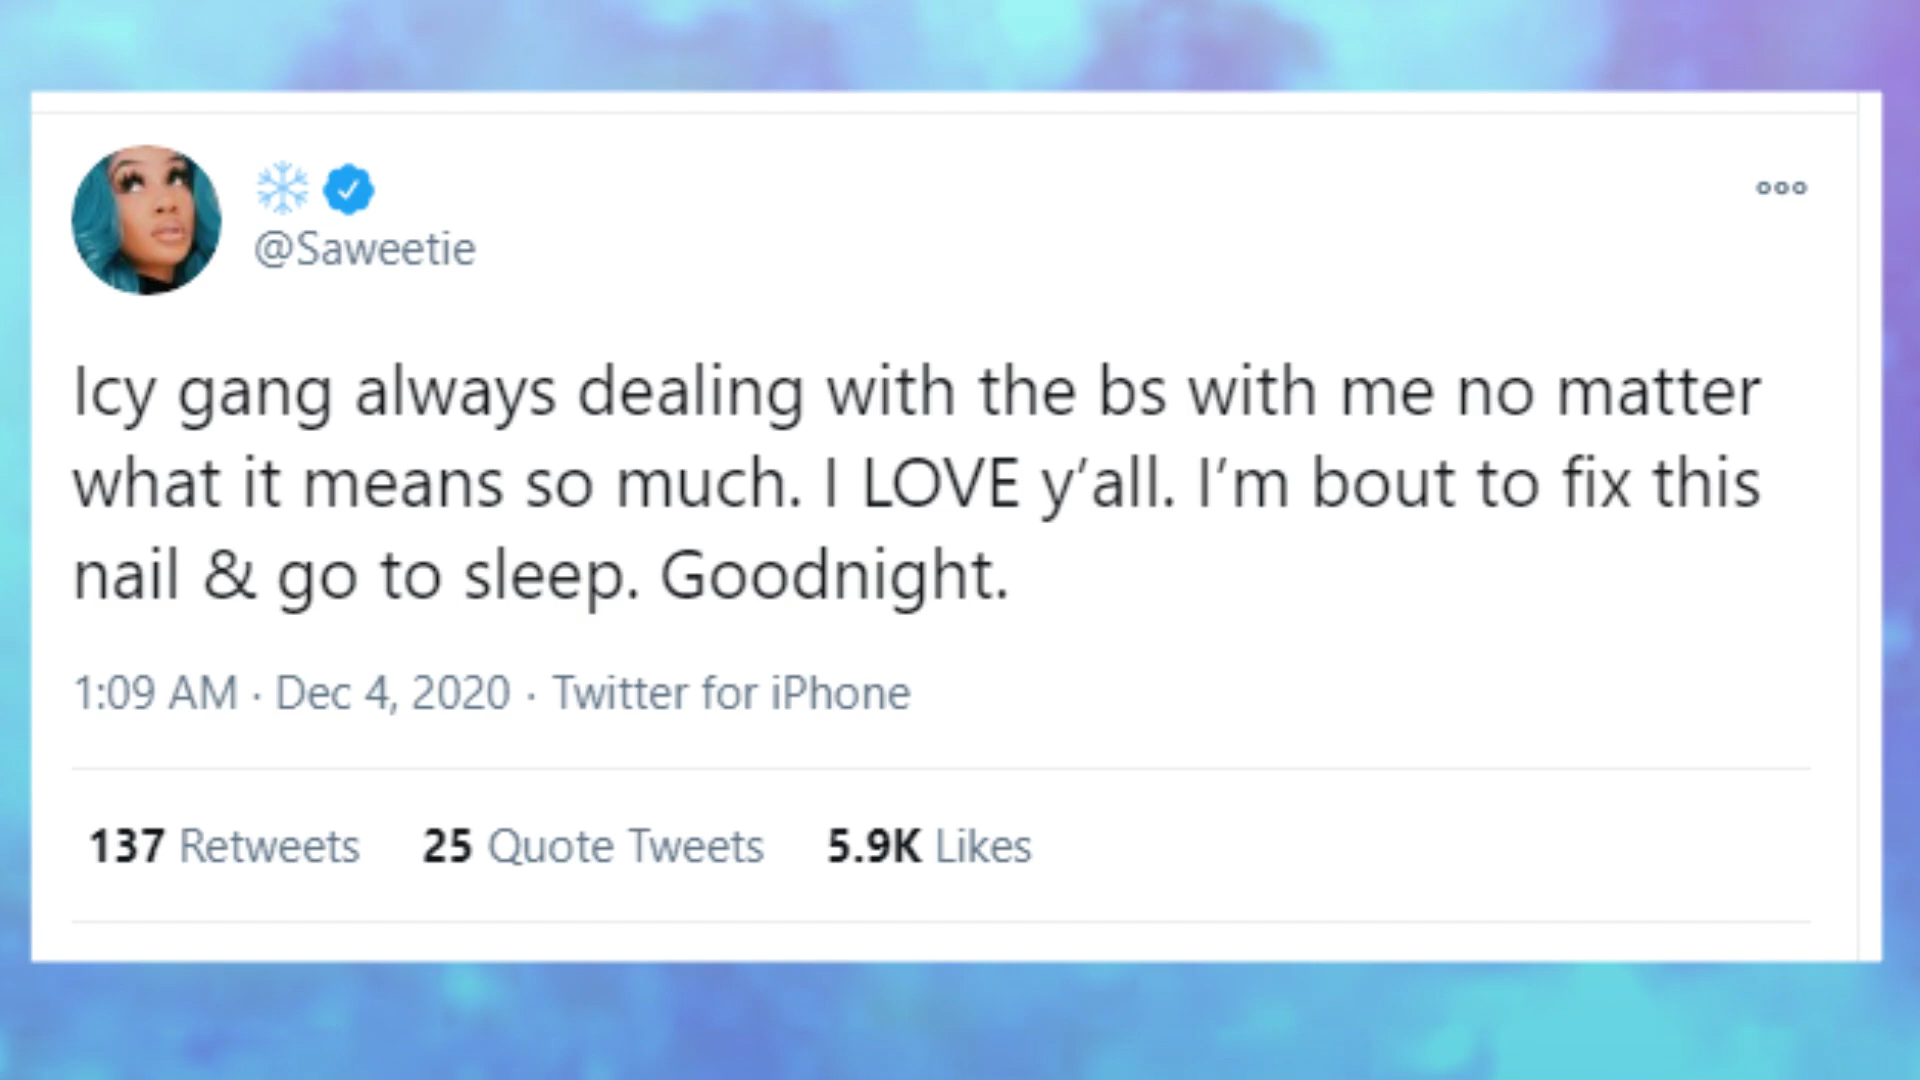 @Saweetie
Icy gang always dealing with the bs with me no matter
what it means so much. I LOVE y’all. I’m bout to fix this
nail & go to sleep. Goodnight.
1:09 AM · Dec 4, 2020 · Twitter for iPhone
137 Retweets 25 Quote Tweets 5.9K Likes